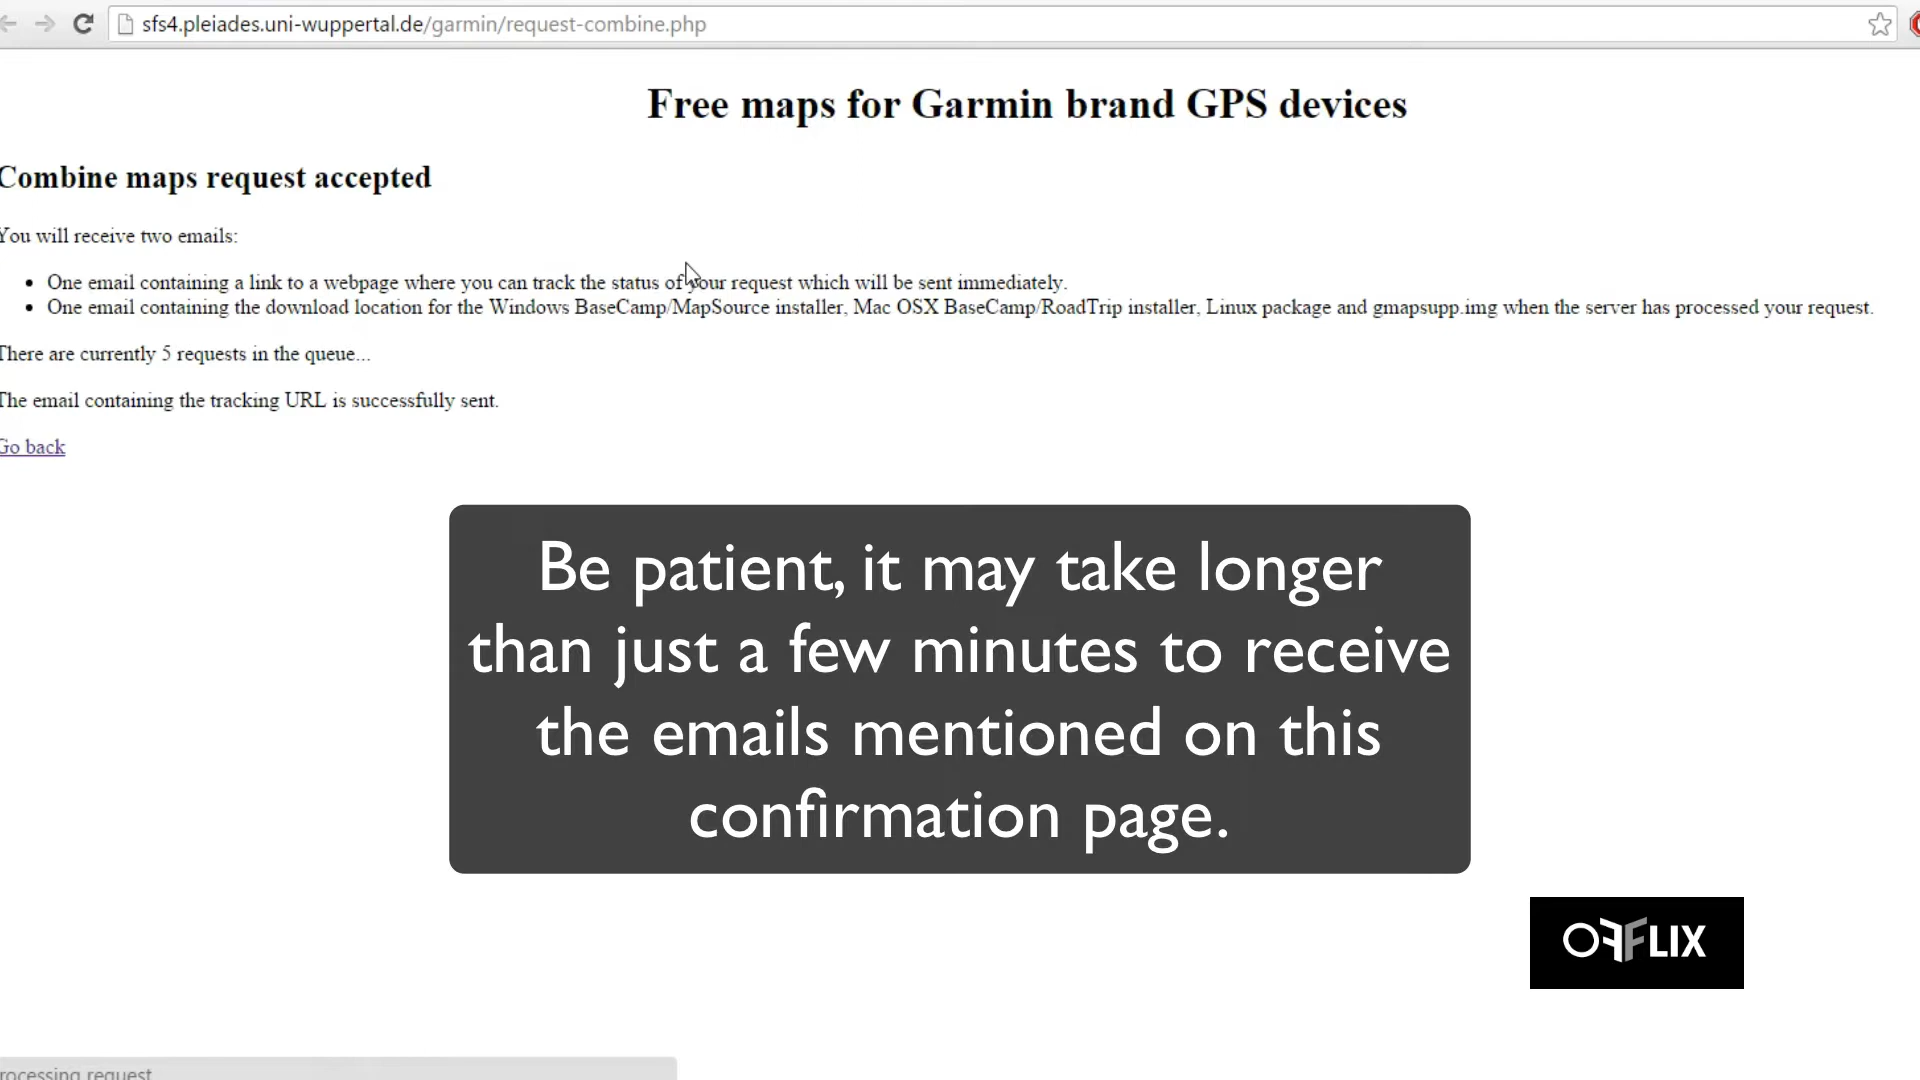 sfs4.pleiades.uni-wuppertal.de/garmin/request-combine.php
Free maps for Garmin brand GPS devices
Combine maps request accepted
You will receive two emails:
• One email containing a link to a webpage where you can track the status of your request which will be sent immediately.
• One email containing the download location for the Windows BaseCamp/MapSource installer, Mac OSX BaseCamp/RoadTrip installer, Linux package and gmapsupp.img when the server has processed your request.
There are currently 5 requests in the queue...
The email containing the tracking URL is successfully sent.
Go back
Be patient, it may take longer
than just a few minutes to receive
the emails mentioned on this
confirmation page.
OFFLIX
rocessing request